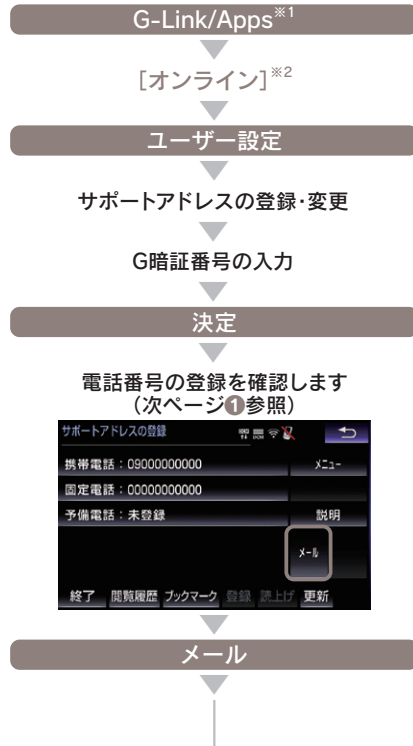 G-Link/Apps※1
[オンライン]※2
ユーザー設定
サポートアドレスの登録・変更
G暗証番号の入力
決定
電話番号の登録を確認します
(次ページ❶参照)
サポートアドレスの登録
携帯電話:09000000000 メニュー
固定電話:00000000000
予備電話:未登録 説明
メール
終了 閲覧履歴 ブックマーク 登録 読上げ 更新
メール